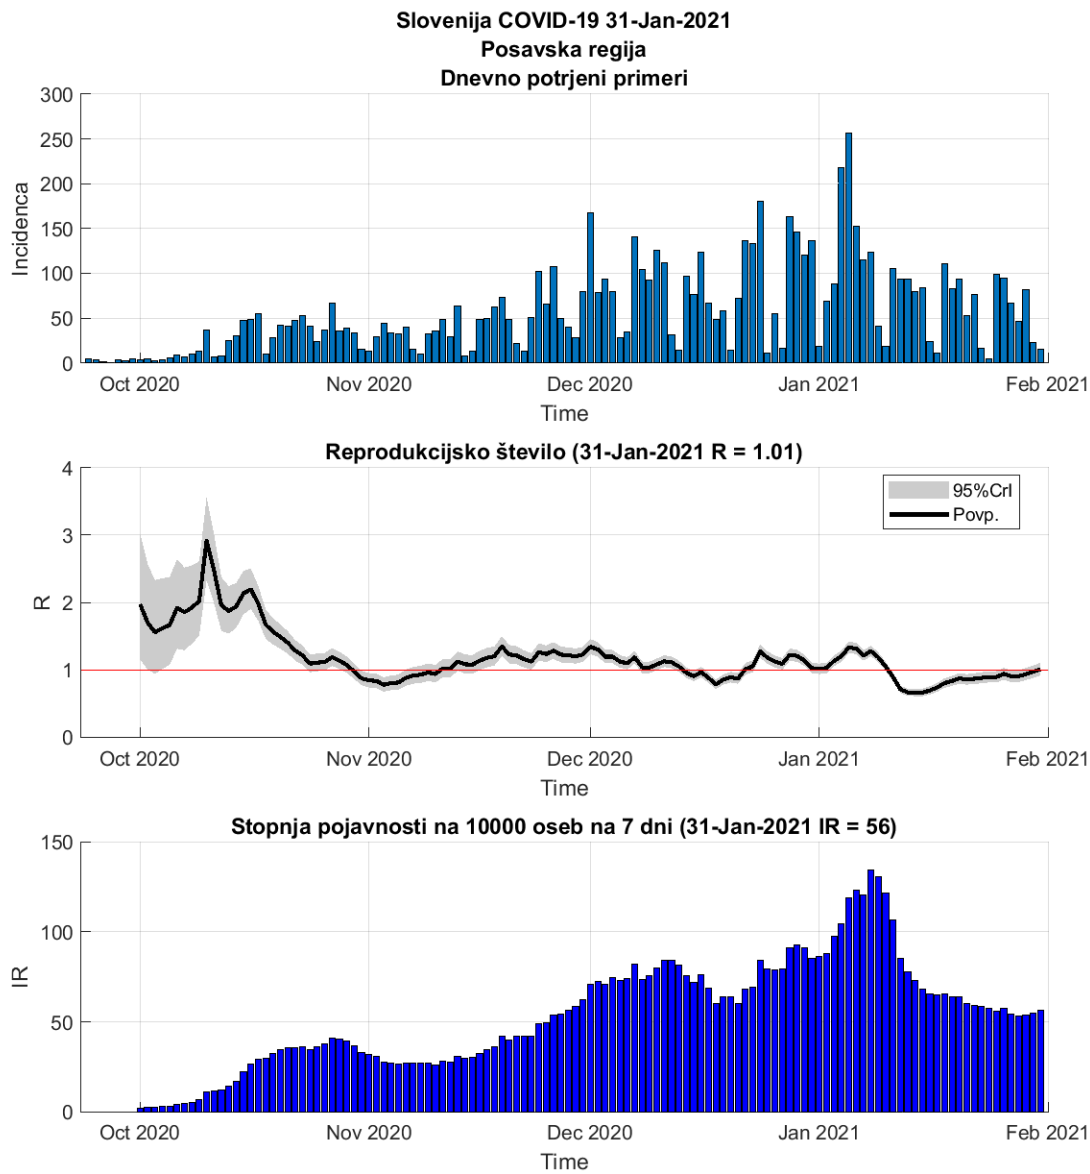 Slovenija COVID-19 31-Jan-2021
Posavska regija
Dnevno potrjeni primeri
300
250
200
150
100
50
0
Incidenca
Oct 2020 Nov 2020 Dec 2020 Jan 2021 Feb 2021
Time
Reprodukcijsko število (31-Jan-2021 R = 1.01)
4
3
2
1
0
R
95%CrI
Povp.
Oct 2020 Nov 2020 Dec 2020 Jan 2021 Feb 2021
Time
Stopnja pojavnosti na 10000 oseb na 7 dni (31-Jan-2021 IR = 56)
150
100
50
0
IR
Oct 2020 Nov 2020 Dec 2020 Jan 2021 Feb 2021
Time